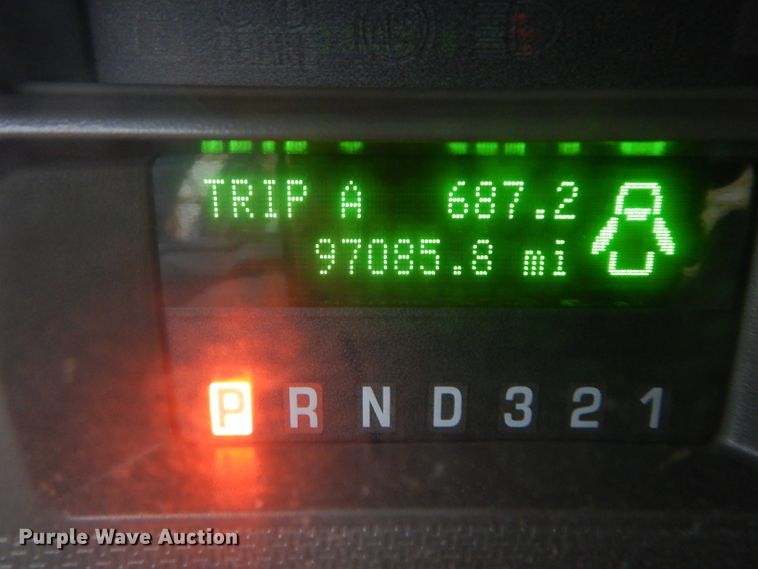 TRIP A 687.2
97085.8 mi
P R N D 3 2 1
Purple Wave Auction